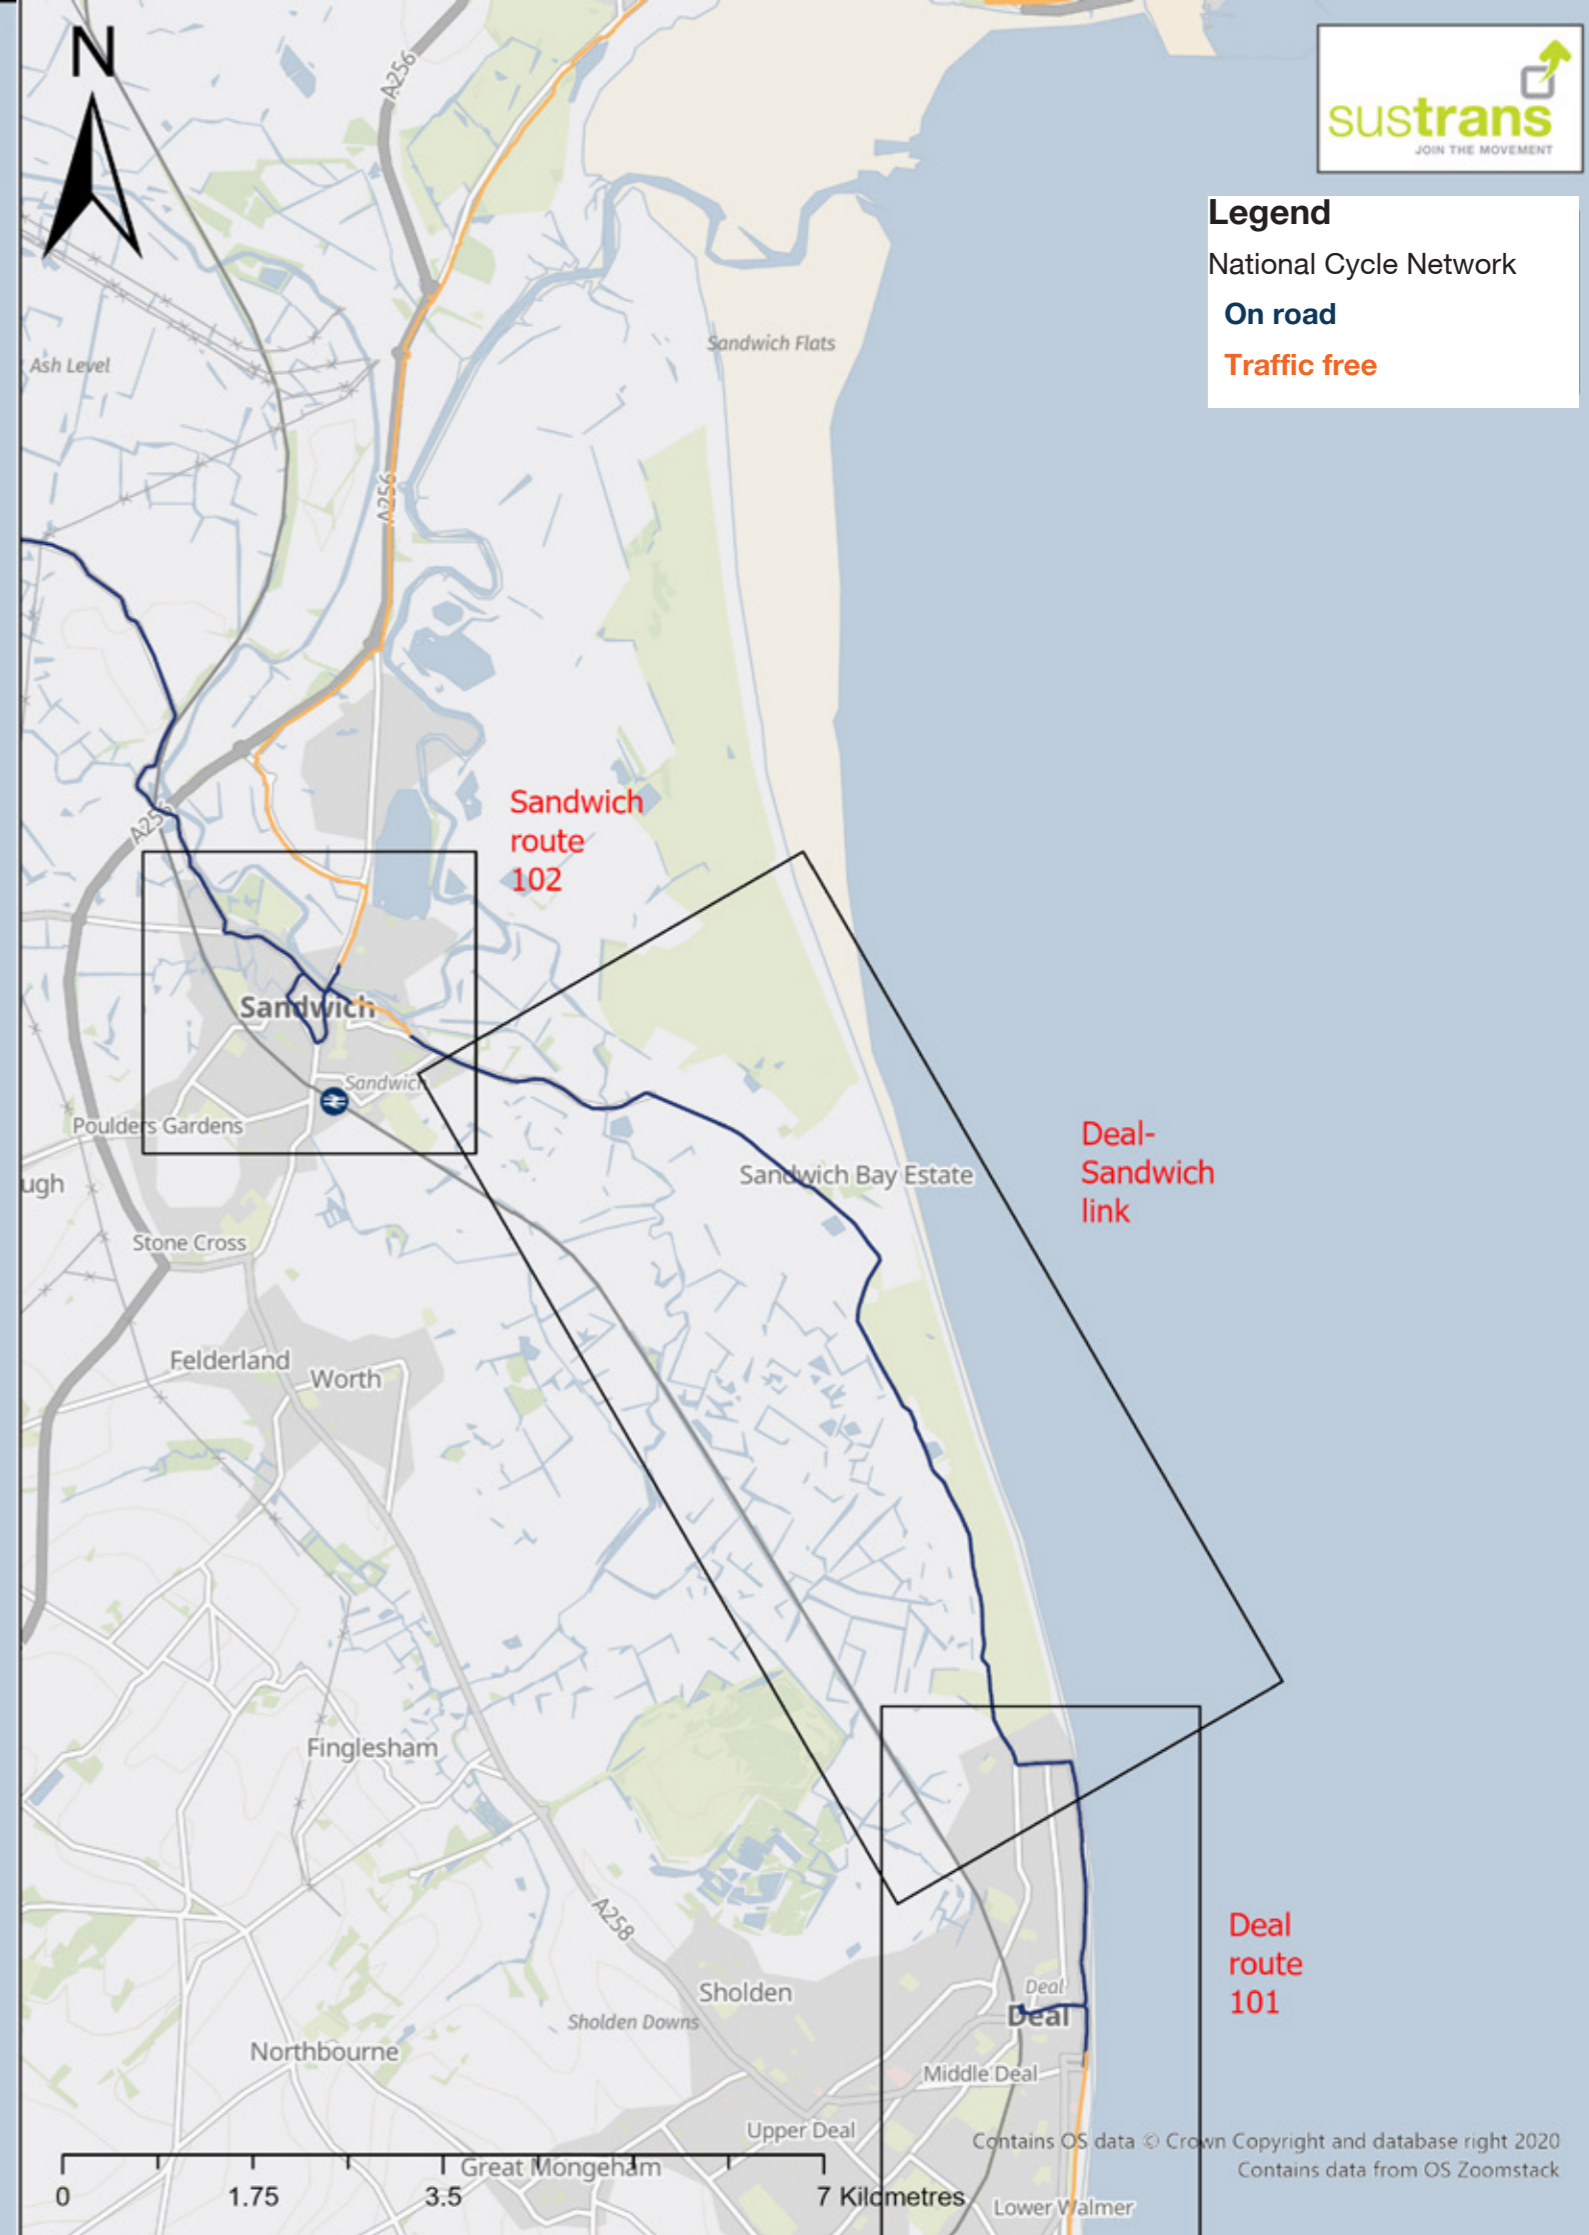 N
A256
sustrans
JOIN THE MOVEMENT
Legend
National Cycle Network
On road
Traffic free
Sandwich Flats
Ash Level
A256
Sandwich
route
102
A25
Sandwich
Sandwich
Poulders Gardens
Deal-
Sandwich
link
Sandwich Bay Estate
ugh
Stone Cross
Felderland
Worth
Finglesham
A258
Deal
route
101
Sholden
Deal
Deal
Sholden Downs
Northbourne
Middle Deal
Upper Deal
Contains OS data © Crown Copyright and database right 2020
Contains data from OS Zoomstack
Great Mongeham
0 1.75 3.5 7 Kilometres
Lower Walmer